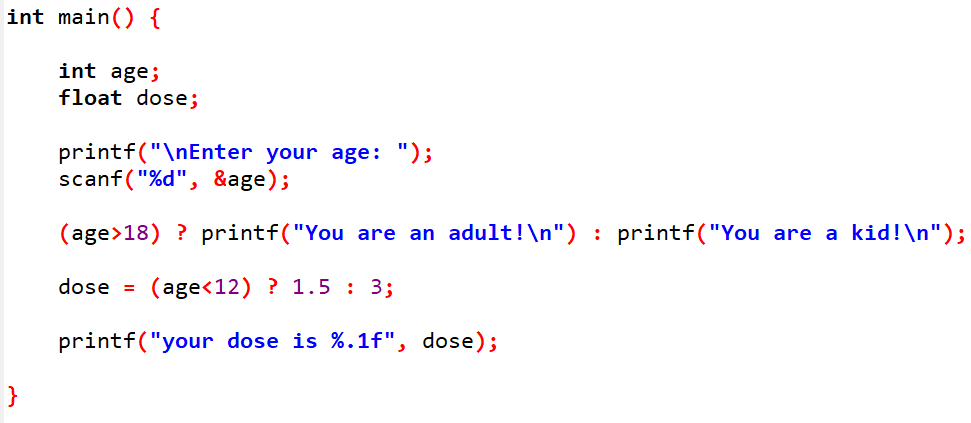 int main() {
int age;
float dose;
printf("\nEnter your age: ");
scanf("%d", &age);
(age>18) ? printf("You are an adult!\n") : printf("You are a kid!\n");
dose = (age<12) ? 1.5 : 3;
printf("your dose is %.1f", dose);
}